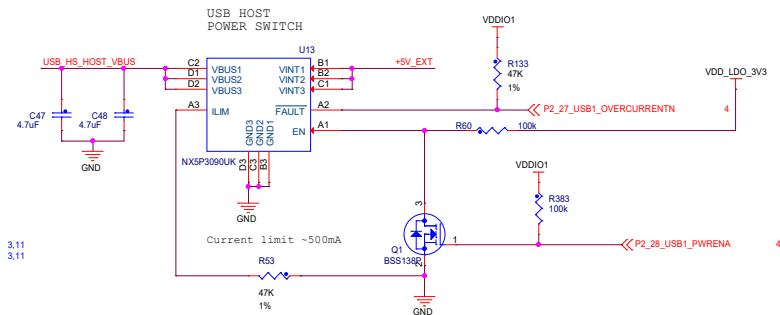 USB HOST
POWER SWITCH
VDDIO1
U13
USB_HS_HOST_VBUS
C2
D1
D2
VBUS1
VBUS2
VBUS3
VINT1
VINT2
VINT3
B1
B2
C1
+5V_EXT
R133
47K
1%
VDD_LDO_3V3
A3
ILIM
FAULT
A2
P2_27_USB1_OVERCURRENTN
4
C47
4.7uF
C48
4.7uF
EN
A1
R60
100k
GND3
GND2
GND1
NX5P3090UK
D3
C3
B3
GND
VDDIO1
R383
100k
GND
3
Current limit ~500mA
1
P2_28_USB1_PWRENA
4
Q1
BSS138P
2
3,11
3,11
R53
47K
1%
GND